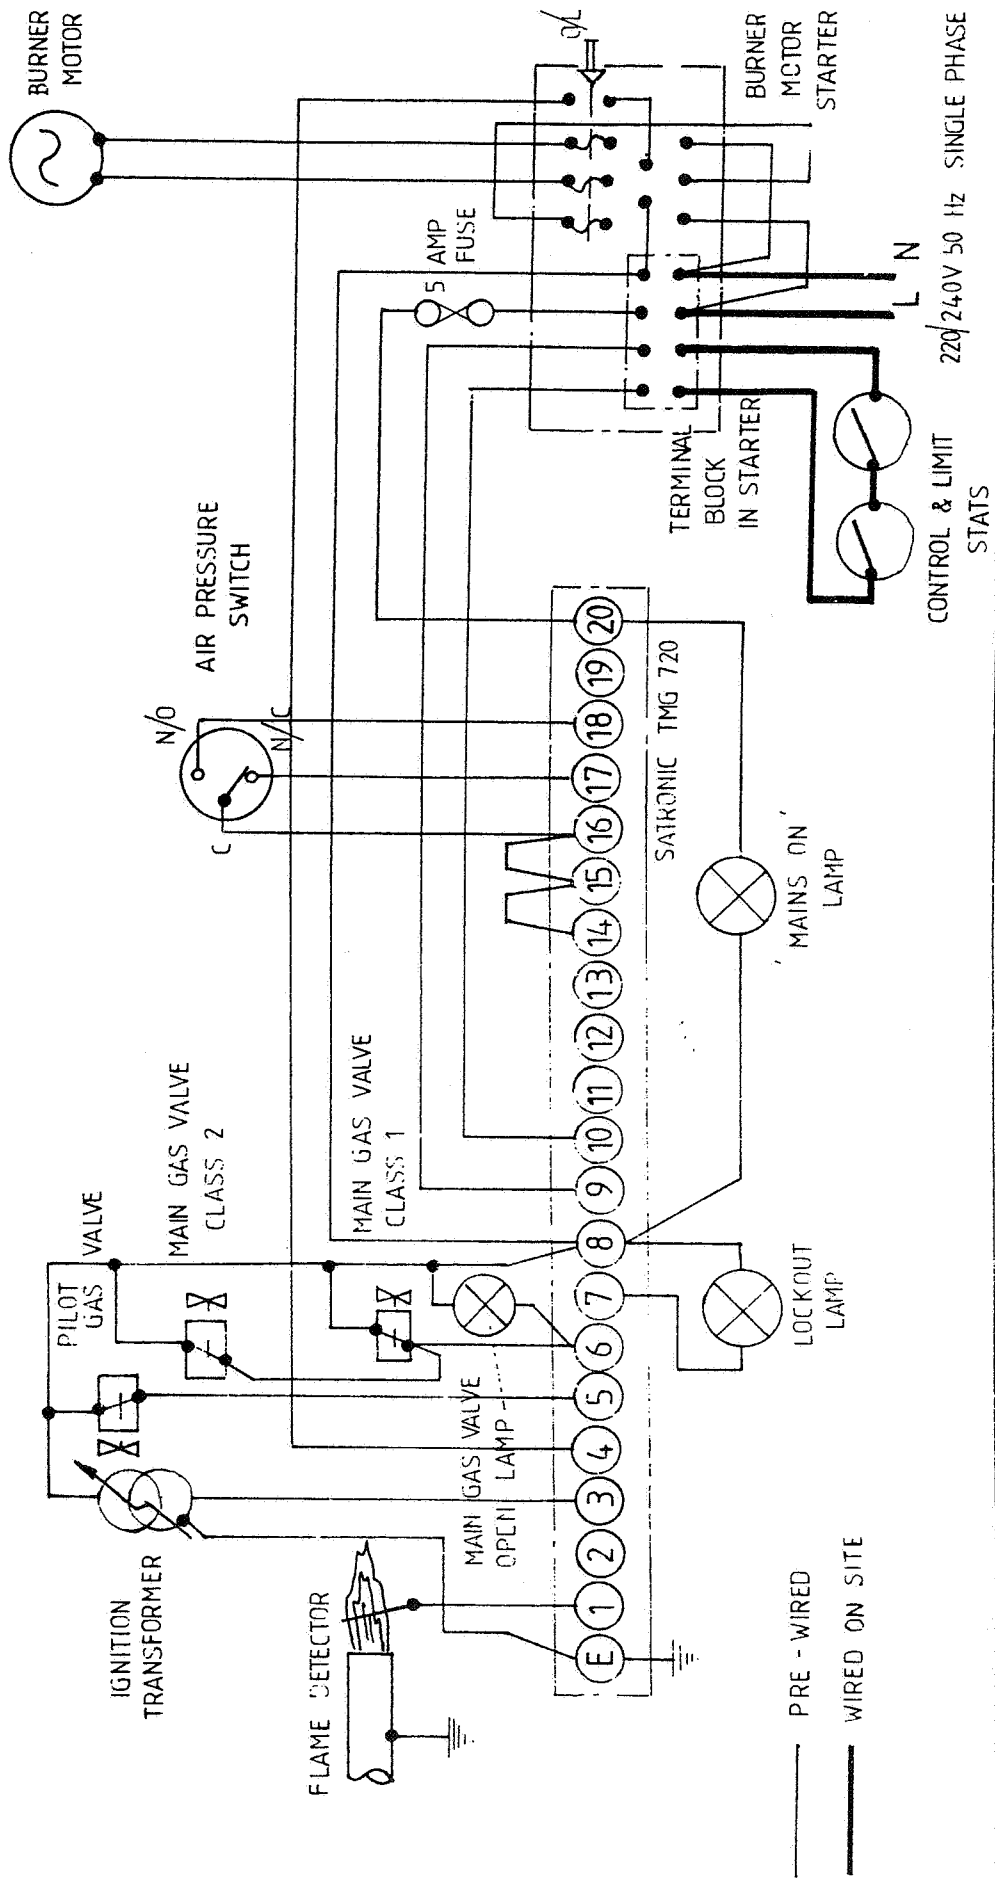 BURNER
MOTOR
O/L
BURNER
MOTOR
STARTER
5 AMP
FUSE
L N
220/240V 50 Hz SINGLE PHASE
TERMINAL
BLOCK
IN STARTER
CONTROL & LIMIT
STATS
AIR PRESSURE
SWITCH
N/O
N/C
C
PILOT
GAS
VALVE
MAIN GAS VALVE
CLASS 2
MAIN GAS VALVE
CLASS 1
MAIN GAS VALVE
OPEN LAMP
IGNITION
TRANSFORMER
FLAME DETECTOR
E 1 2 3 4 5 6 7 8 9 10 11 12 13 14 15 16 17 18 19 20
SATRONIC TMG 720
LOCKOUT
LAMP
'MAINS ON'
LAMP
PRE - WIRED
WIRED ON SITE